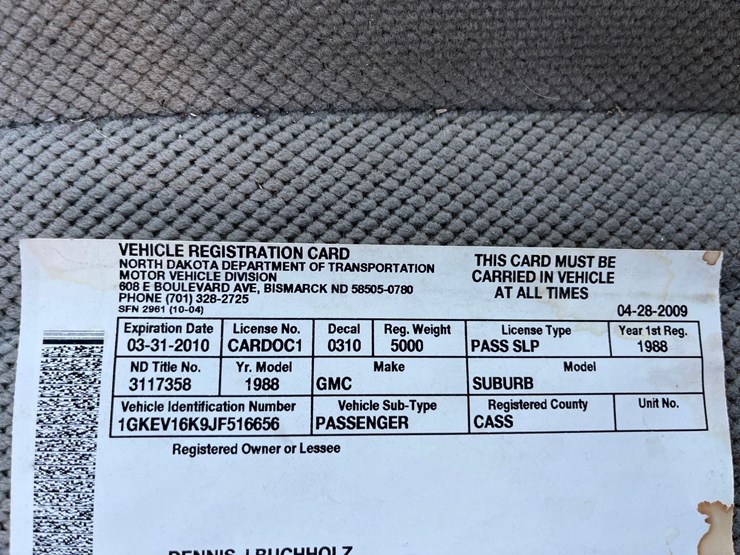 VEHICLE REGISTRATION CARD
NORTH DAKOTA DEPARTMENT OF TRANSPORTATION
MOTOR VEHICLE DIVISION
608 E BOULEVARD AVE, BISMARCK ND 58505-0780
PHONE (701) 328-2725
SFN 2961 (10-04)
THIS CARD MUST BE
CARRIED IN VEHICLE
AT ALL TIMES
04-28-2009
Expiration Date License No. Decal Reg. Weight License Type Year 1st Reg.
03-31-2010 CARDOC1 0310 5000 PASS SLP 1988
ND Title No. Yr. Model Make Model
3117358 1988 GMC SUBURB
Vehicle Identification Number Vehicle Sub-Type Registered County Unit No.
1GKEV16K9JF516656 PASSENGER CASS
Registered Owner or Lessee
DENNIS J BUCHHOLZ